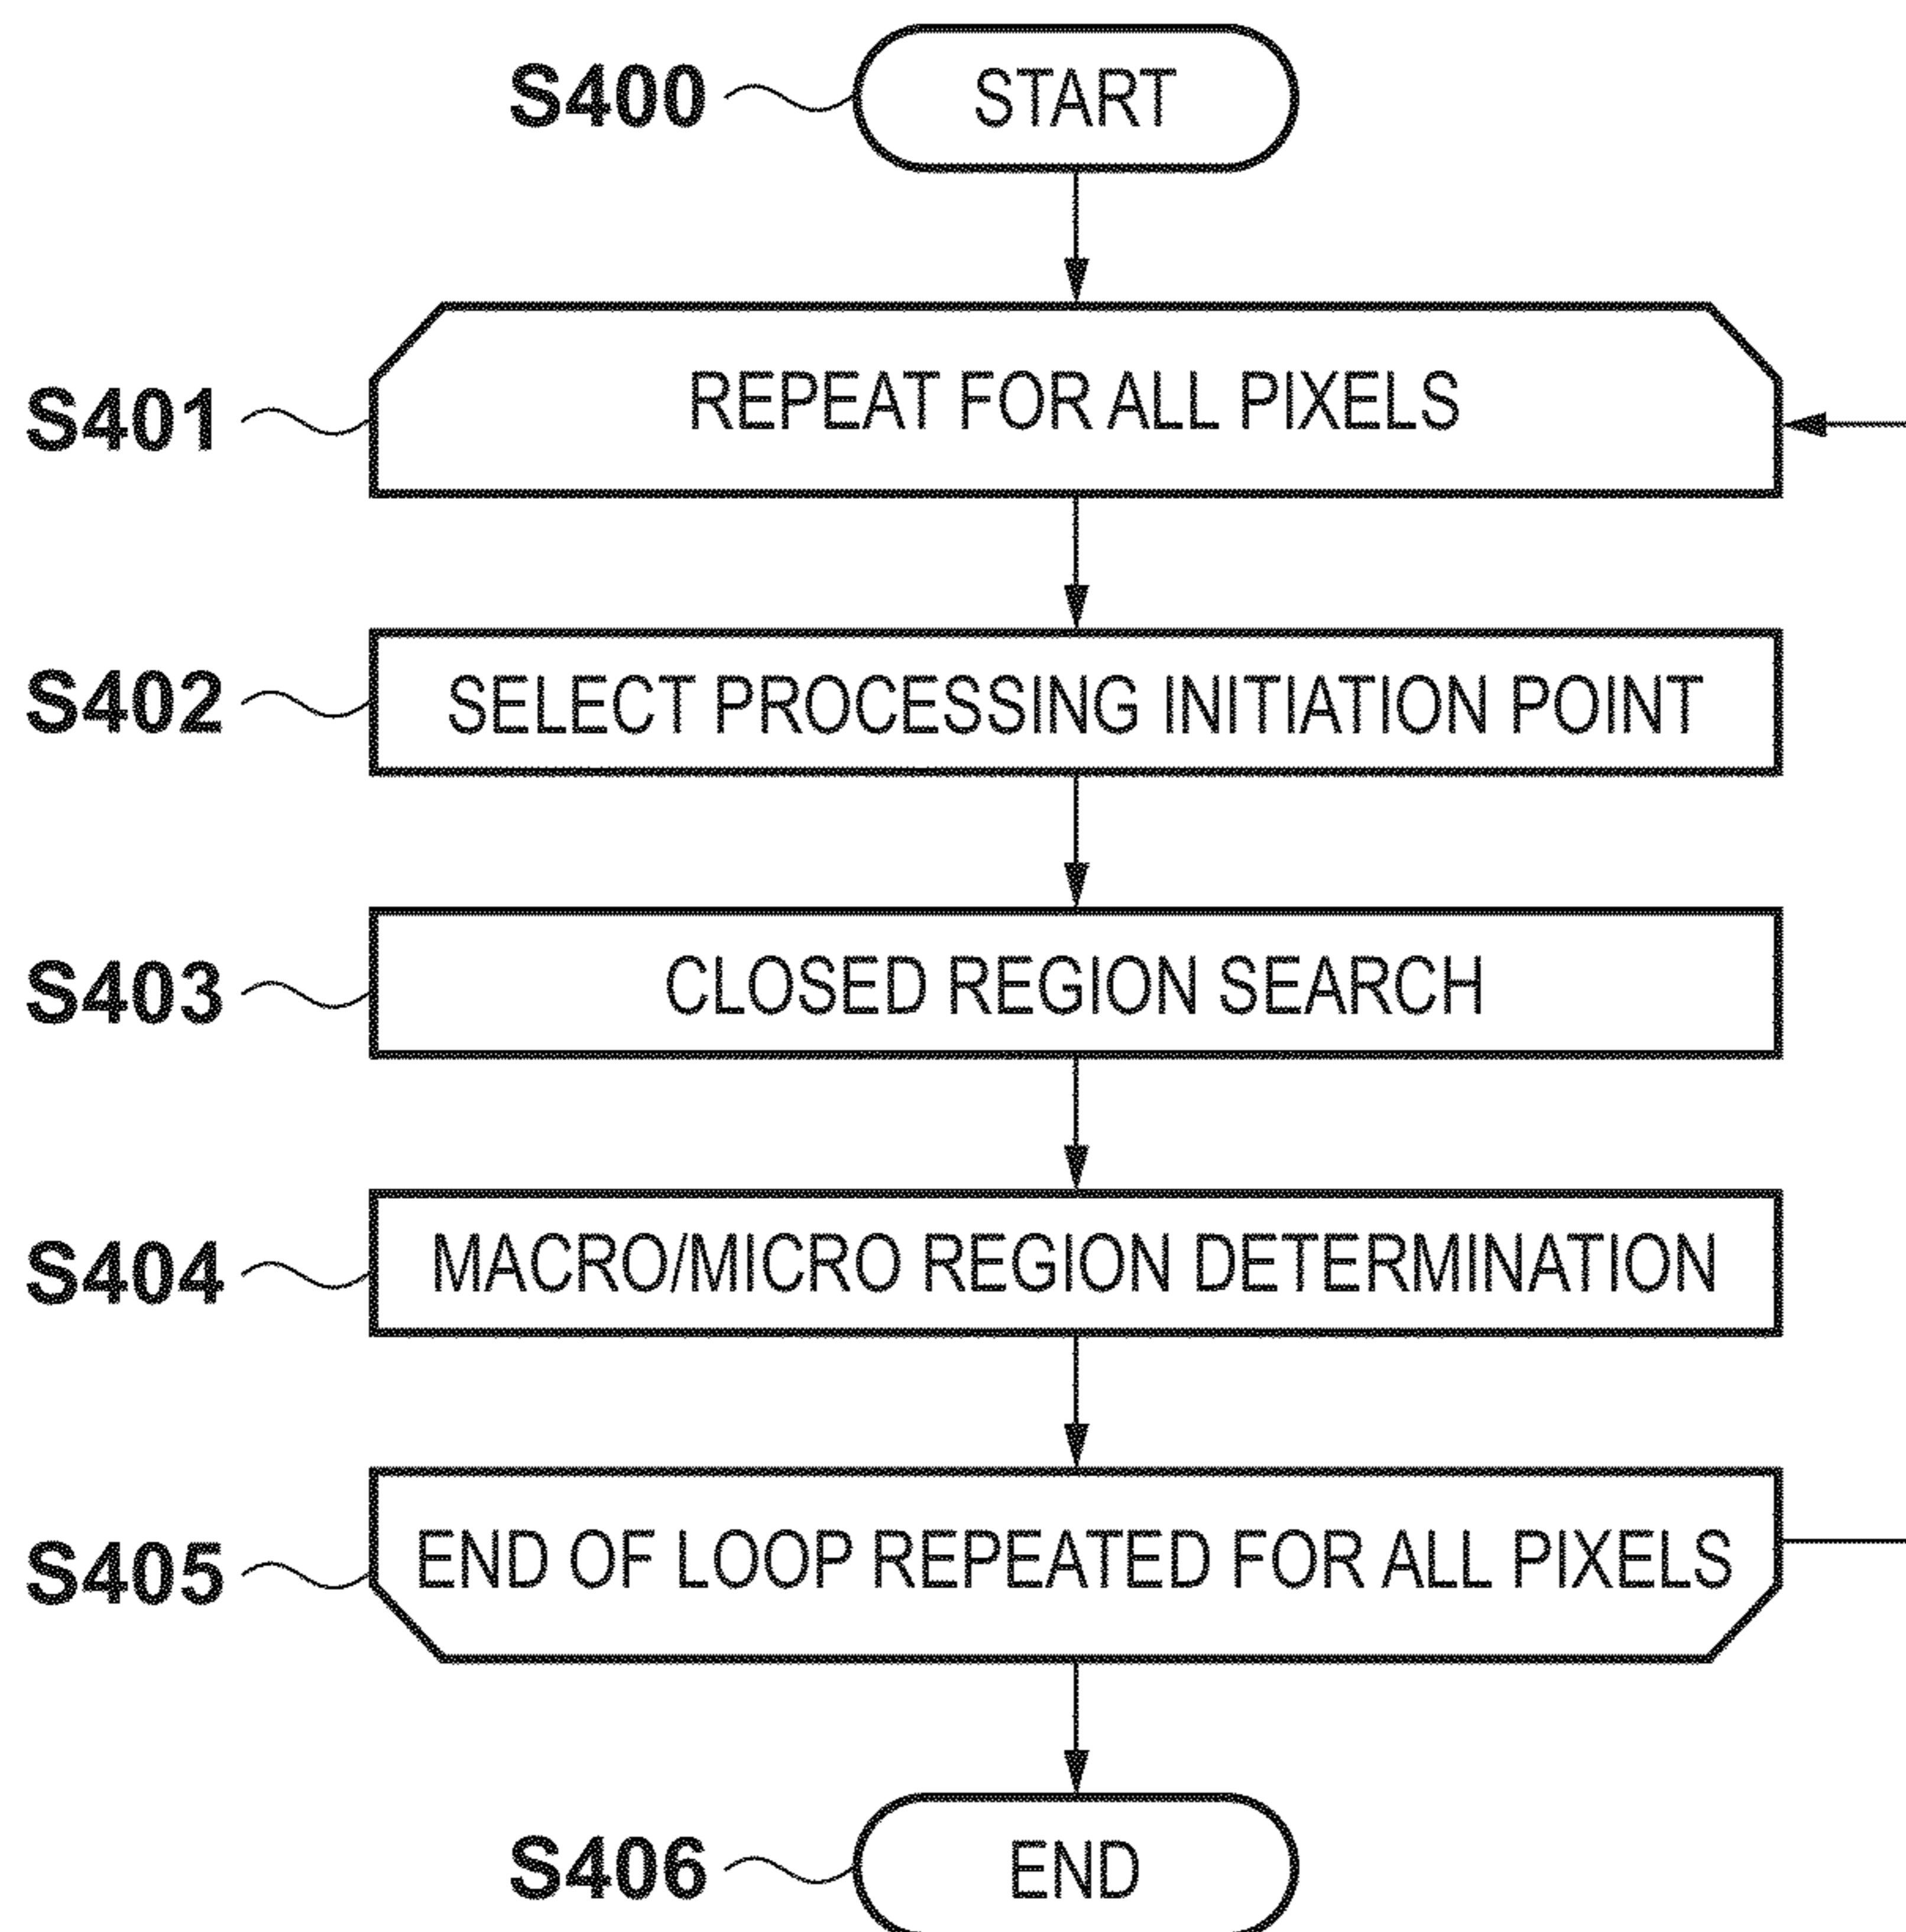 S400 START
S401 REPEAT FOR ALL PIXELS
S402 SELECT PROCESSING INITIATION POINT
S403 CLOSED REGION SEARCH
S404 MACRO/MICRO REGION DETERMINATION
S405 END OF LOOP REPEATED FOR ALL PIXELS
S406 END